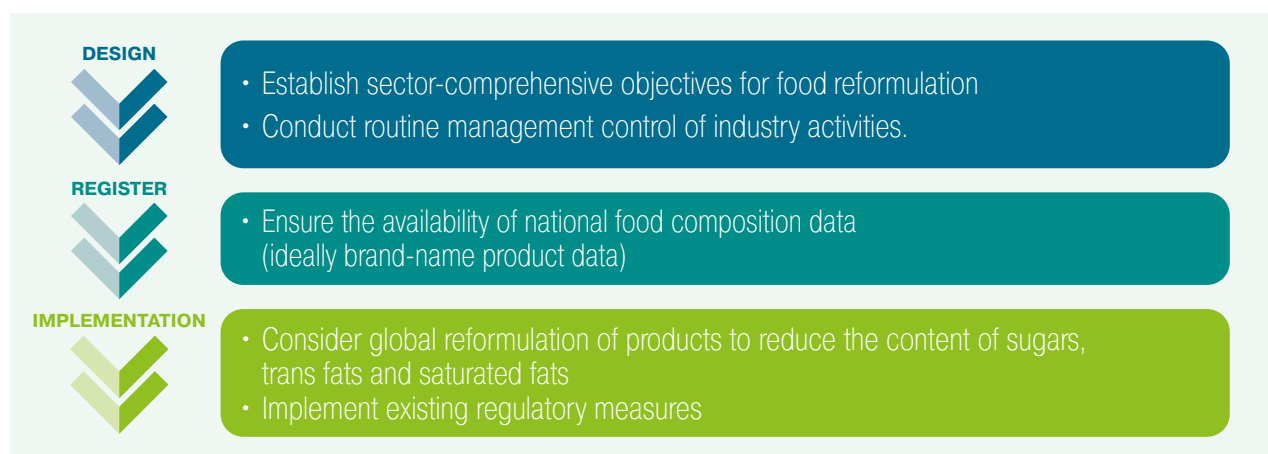 DESIGN
• Establish sector-comprehensive objectives for food reformulation
• Conduct routine management control of industry activities.
REGISTER
• Ensure the availability of national food composition data
(ideally brand-name product data)
IMPLEMENTATION
• Consider global reformulation of products to reduce the content of sugars,
trans fats and saturated fats
• Implement existing regulatory measures